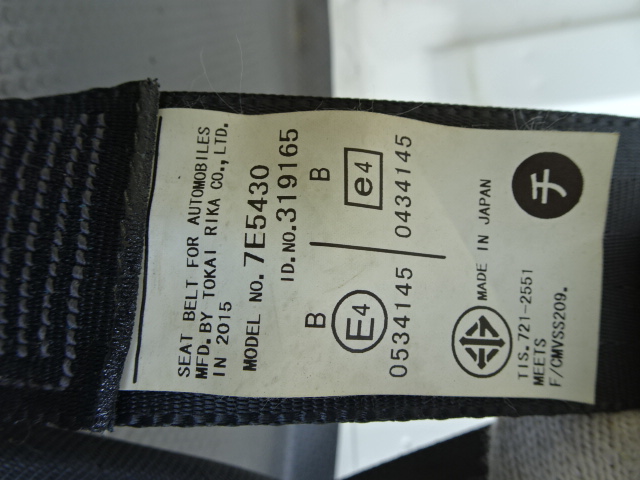 SEAT BELT FOR AUTOMOBILES
MFD. BY TOKAI RIKA CO., LTD.
IN 2015
MODEL NO. 7E5430
ID. NO. 319165
B
E4
0534145
B
e4
0434145
MADE IN JAPAN
チ
TIS. 721-2551
MEETS
F/CMVSS209.